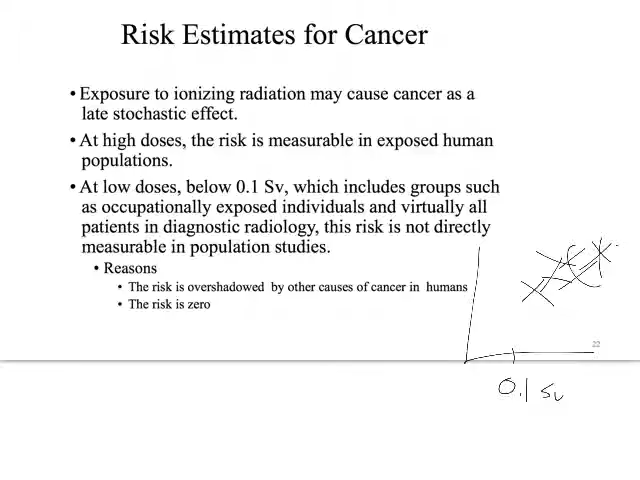 Risk Estimates for Cancer
• Exposure to ionizing radiation may cause cancer as a
late stochastic effect.
• At high doses, the risk is measurable in exposed human
populations.
• At low doses, below 0.1 Sv, which includes groups such
as occupationally exposed individuals and virtually all
patients in diagnostic radiology, this risk is not directly
measurable in population studies.
• Reasons
• The risk is overshadowed by other causes of cancer in humans
• The risk is zero
22
0.1 Sv